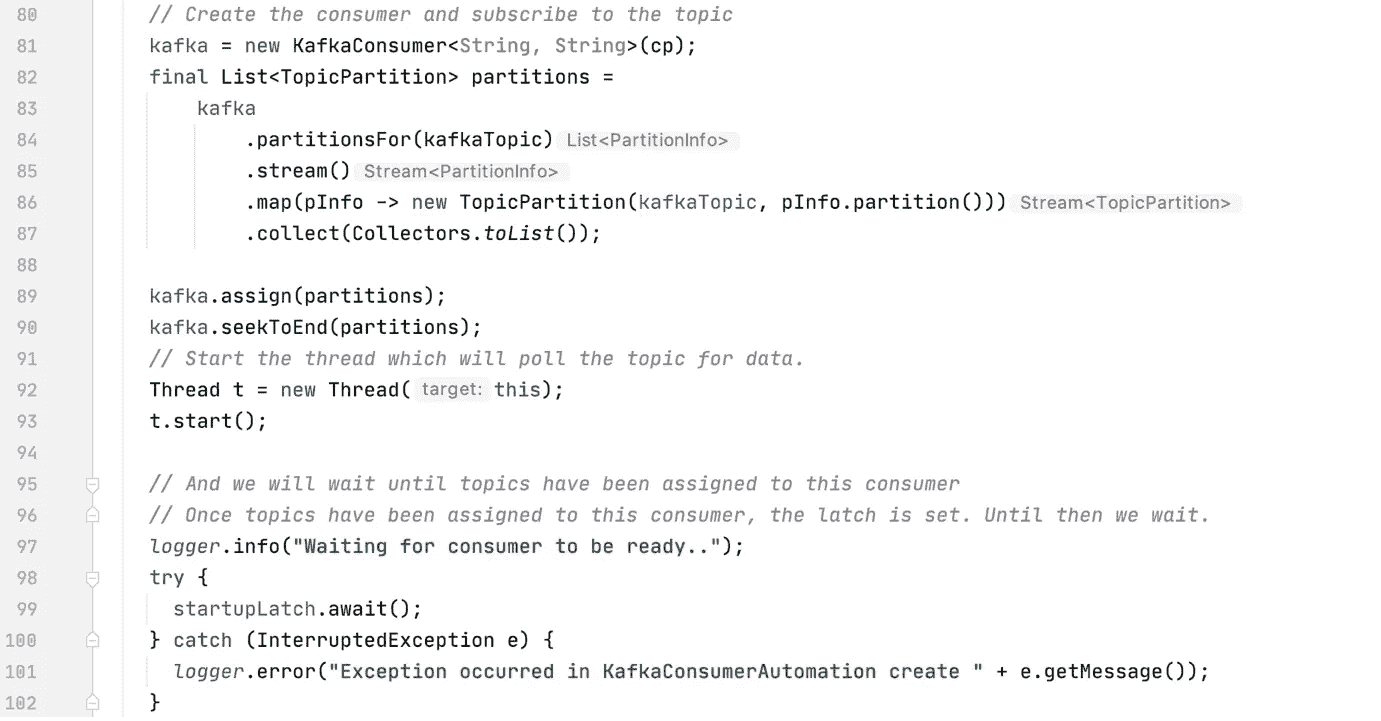 80 // Create the consumer and subscribe to the topic
81 kafka = new KafkaConsumer<String, String>(cp);
82 final List<TopicPartition> partitions =
83 kafka
84 .partitionsFor(kafkaTopic) List<PartitionInfo>
85 .stream() Stream<PartitionInfo>
86 .map(pInfo -> new TopicPartition(kafkaTopic, pInfo.partition())) Stream<TopicPartition>
87 .collect(Collectors.toList());
88
89 kafka.assign(partitions);
90 kafka.seekToEnd(partitions);
91 // Start the thread which will poll the topic for data.
92 Thread t = new Thread( target: this);
93 t.start();
94
95 // And we will wait until topics have been assigned to this consumer
96 // Once topics have been assigned to this consumer, the latch is set. Until then we wait.
97 logger.info("Waiting for consumer to be ready..");
98 try {
99 startupLatch.await();
100 } catch (InterruptedException e) {
101 logger.error("Exception occurred in KafkaConsumerAutomation create " + e.getMessage());
102 }